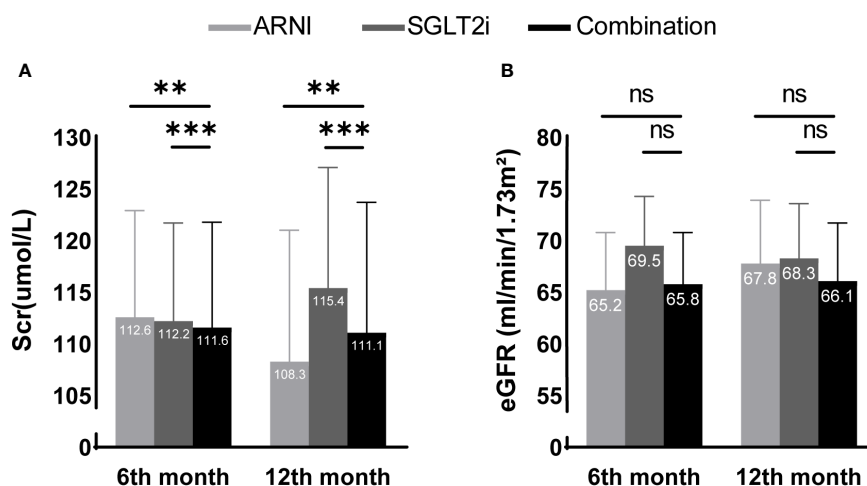 ARNI SGLT2i Combination
A
** **
*** ***
Scr(umol/L)
130
125
120
115
110
105
0
112.6 112.2 111.6 108.3 115.4 111.1
6th month 12th month
B
ns ns
ns ns
eGFR (ml/min/1.73m²)
80
75
70
65
60
55
0
65.2 69.5 65.8 67.8 68.3 66.1
6th month 12th month